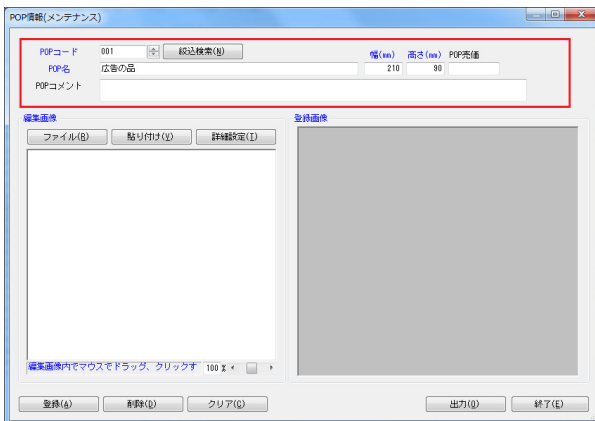 POP情報(メンテナンス)
POPコード 001 絞込検索(N) 幅(mm) 高さ(mm) POP売価
POP名 広告の品 210 90
POPコメント
編集画像 登録画像
ファイル(B) 貼り付け(V) 詳細設定(I)
編集画像内でマウスでドラッグ、クリックす 100 %
登録(A) 削除(D) クリア(C) 出力(O) 終了(E)